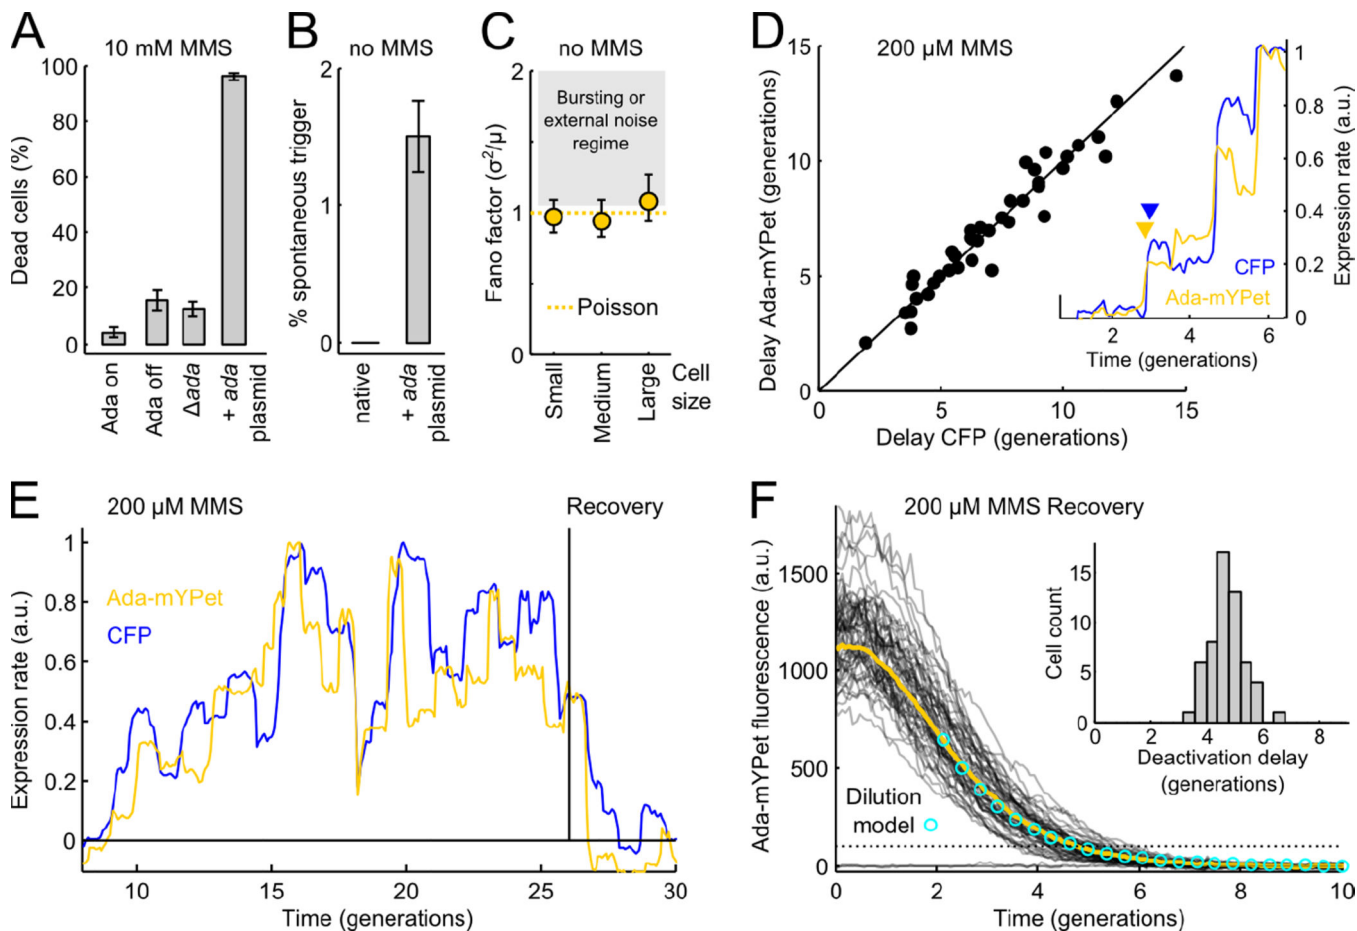 A
10 mM MMS
Dead cells (%)
100
80
60
40
20
0
Ada on
Ada off
Δada
+ ada
plasmid
B
no MMS
% spontaneous trigger
2
1
0
native
+ ada
plasmid
C
no MMS
Fano factor (σ²/μ)
2
1
0
Bursting or
external noise
regime
Poisson
Small
Medium
Large
Cell
size
D
200 µM MMS
Delay Ada-mYPet (generations)
15
10
5
0
0
5
10
15
Delay CFP (generations)
CFP
Ada-mYPet
2
4
6
Time (generations)
1
0.8
0.6
0.4
0.2
0
Expression rate (a.u.)
E
200 µM MMS
Recovery
Expression rate (a.u.)
1
0.8
0.6
0.4
0.2
0
Ada-mYPet
CFP
10
15
20
25
30
Time (generations)
F
200 µM MMS Recovery
Ada-mYPet fluorescence (a.u.)
1500
1000
500
0
Dilution
model
0
2
4
6
8
10
Time (generations)
Cell count
15
10
5
0
0
2
4
6
8
Deactivation delay
(generations)